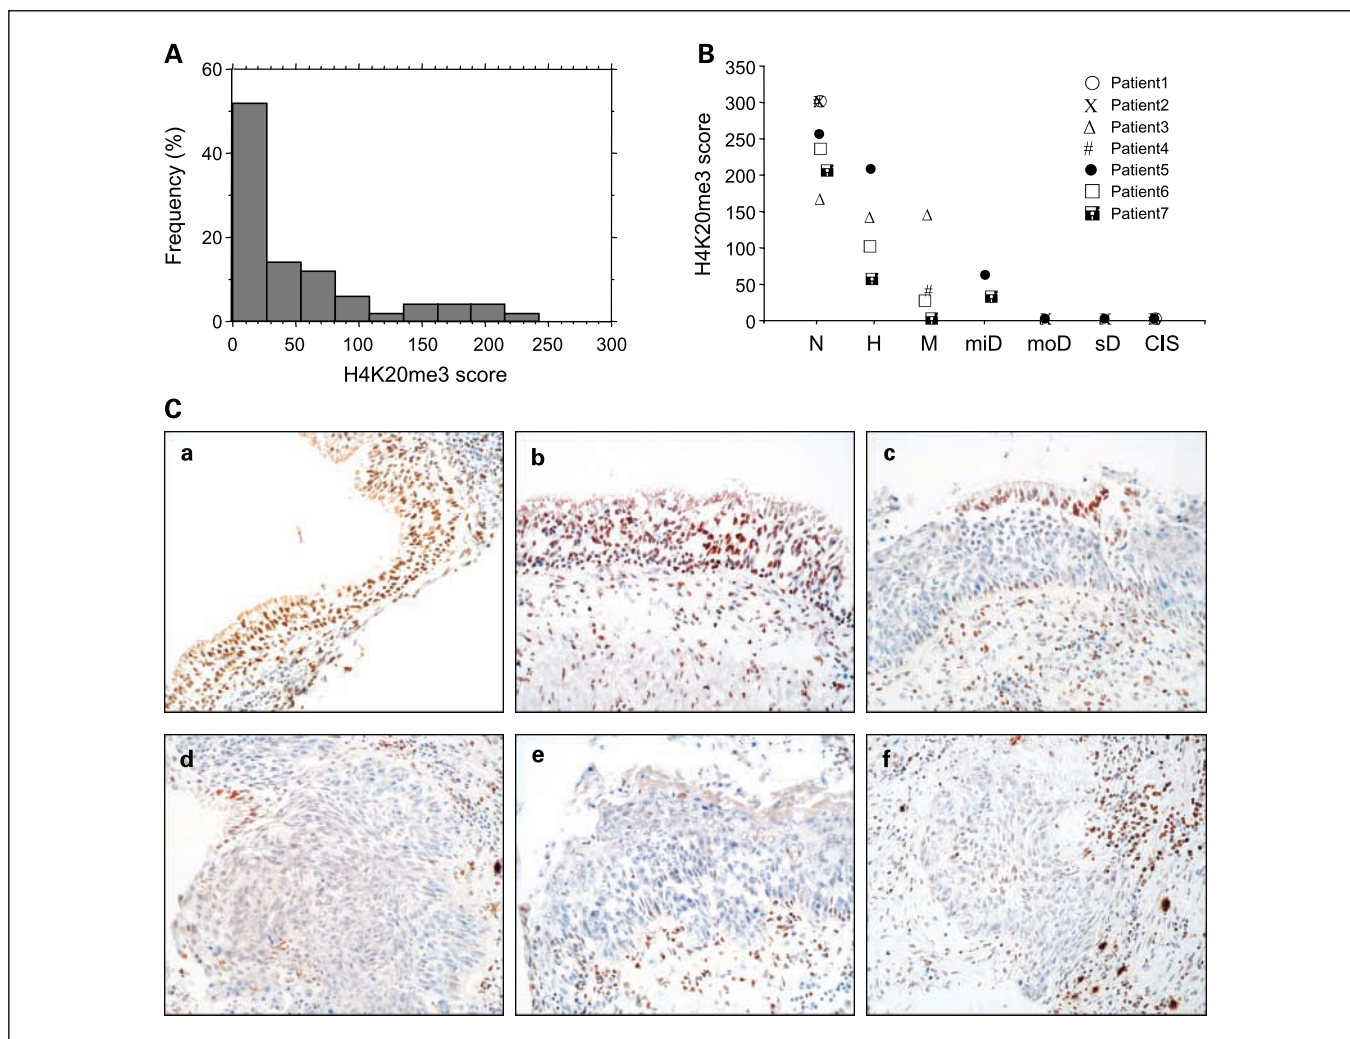 A
Frequency (%)
60
40
20
0
0 50 100 150 200 250 300
H4K20me3 score
B
H4K20me3 score
350
300
250
200
150
100
50
0
N H M miD moD sD CIS
Patient1
X Patient2
Δ Patient3
# Patient4
Patient5
Patient6
Patient7
C
a
b
c
d
e
f